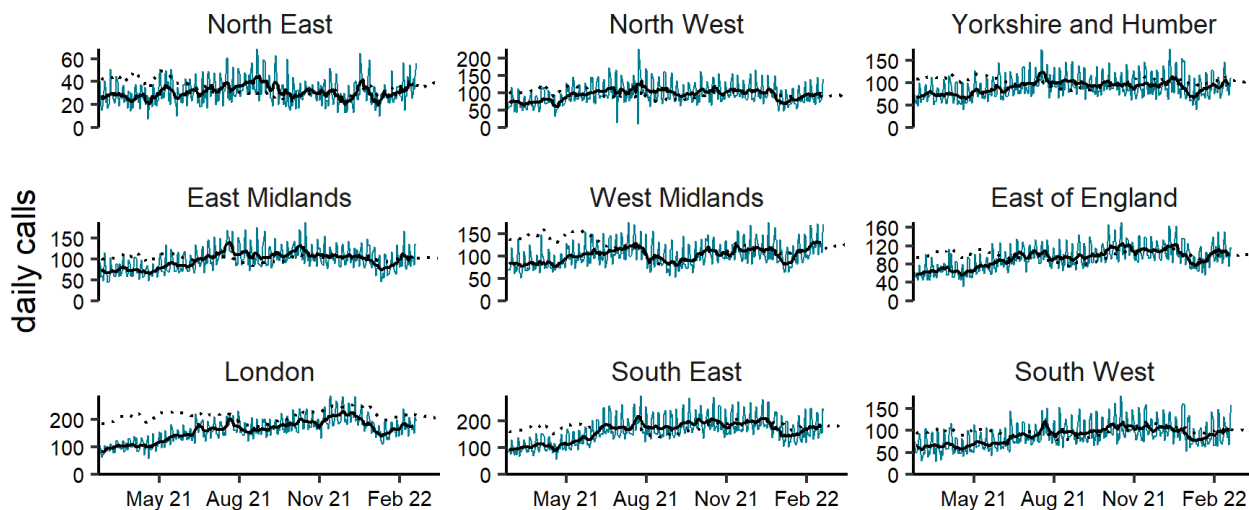 North East
North West
Yorkshire and Humber
60
40
20
0
200
150
100
50
0
150
100
50
0
daily calls
East Midlands
West Midlands
East of England
150
100
50
0
150
100
50
0
160
120
80
40
0
London
South East
South West
200
100
0
200
100
0
150
100
50
0
May 21 Aug 21 Nov 21 Feb 22
May 21 Aug 21 Nov 21 Feb 22
May 21 Aug 21 Nov 21 Feb 22